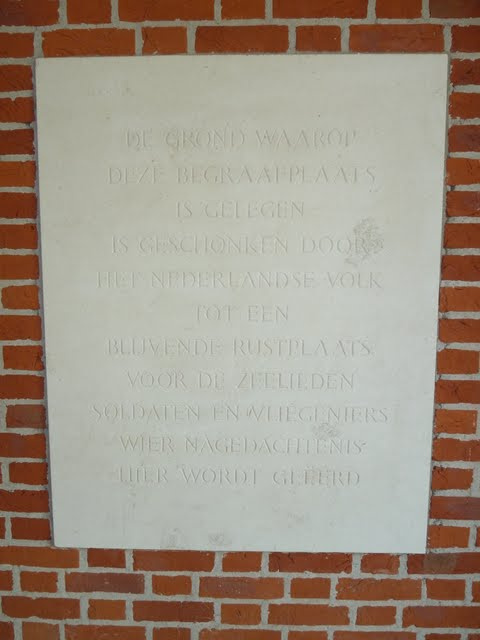 DE GROND WAAROP
DEZE BEGRAAFPLAATS
IS GELEGEN
IS GESCHONKEN DOOR
HET NEDERLANDSE VOLK
TOT EEN
BLIJVENDE RUSTPLAATS
VOOR DE ZEELIEDEN
SOLDATEN EN VLIEGENIERS
WIER NAGEDACHTENIS
HIER WORDT GEEERD